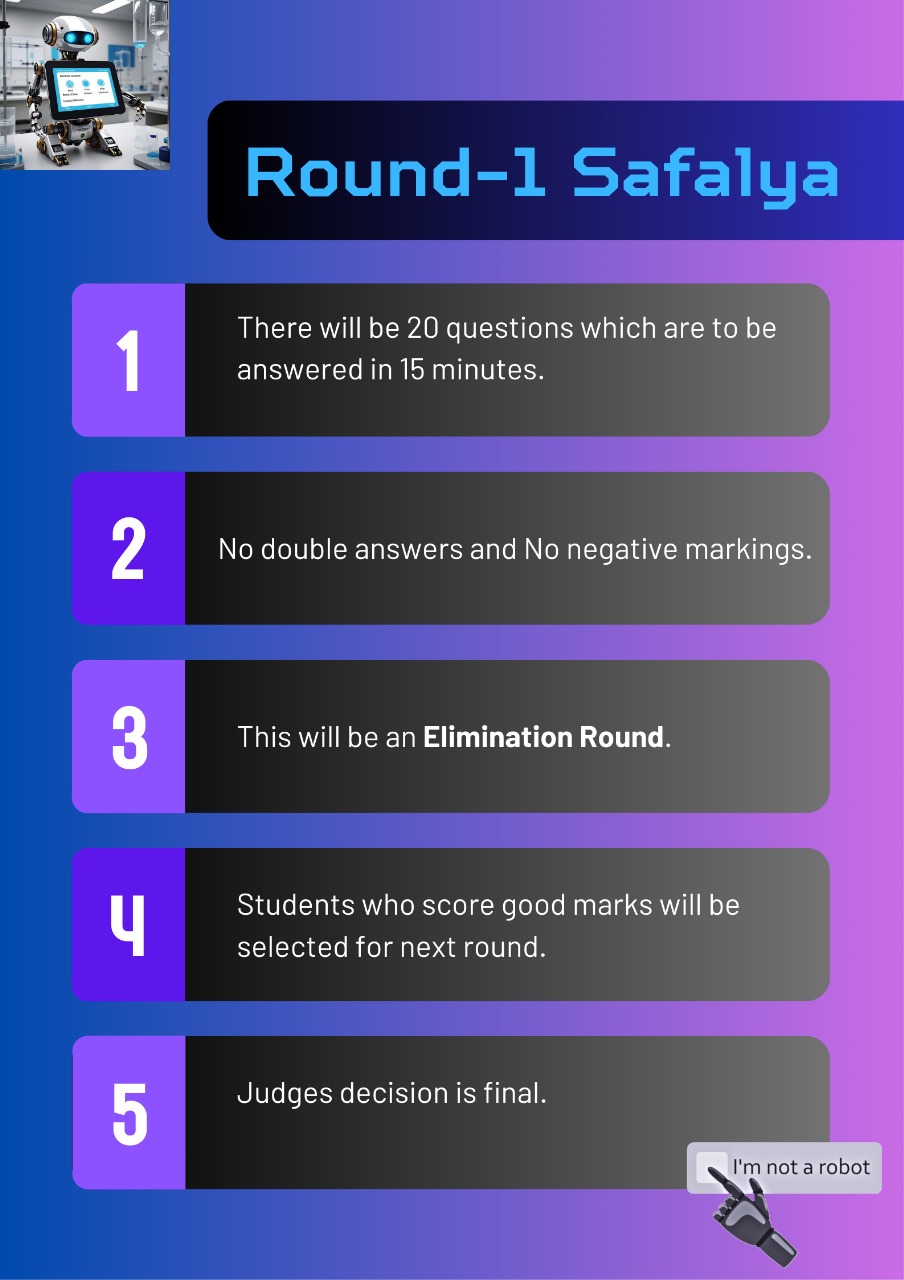 Round-1 Safalya
1
There will be 20 questions which are to be
answered in 15 minutes.
2
No double answers and No negative markings.
3
This will be an Elimination Round.
4
Students who score good marks will be
selected for next round.
5
Judges decision is final.
I'm not a robot